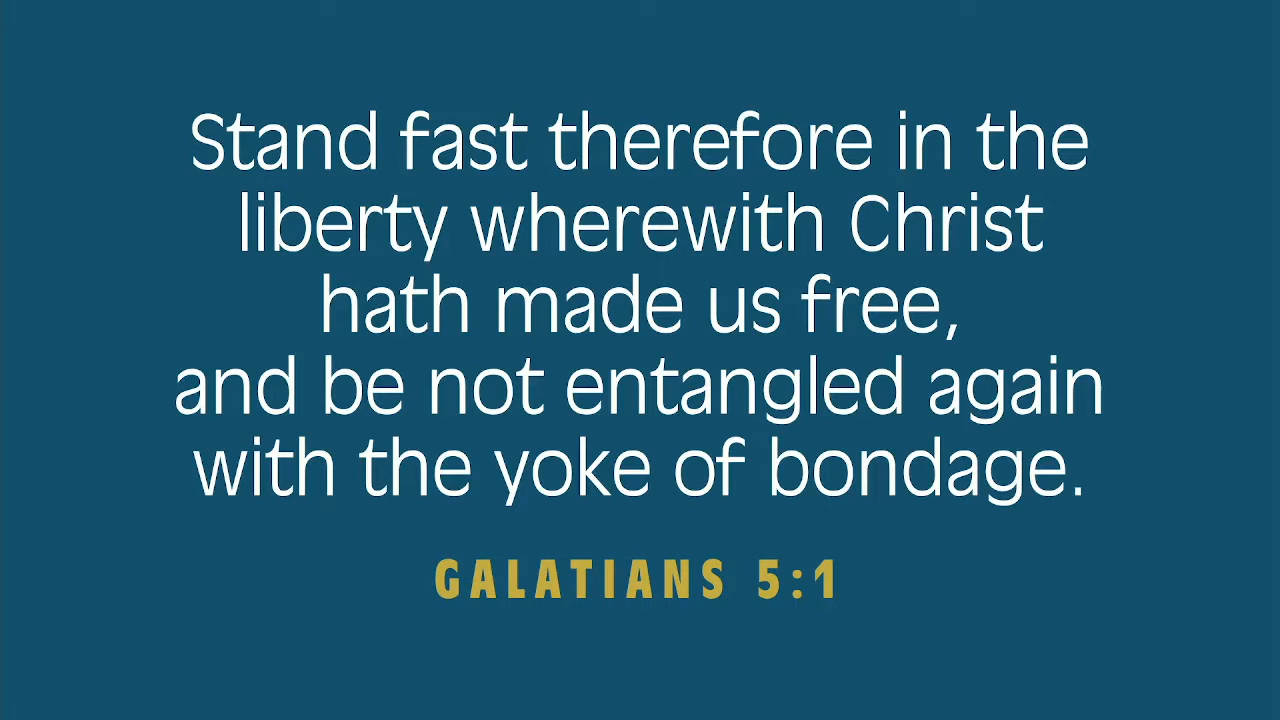 Stand fast therefore in the
liberty wherewith Christ
hath made us free,
and be not entangled again
with the yoke of bondage.
GALATIANS 5:1